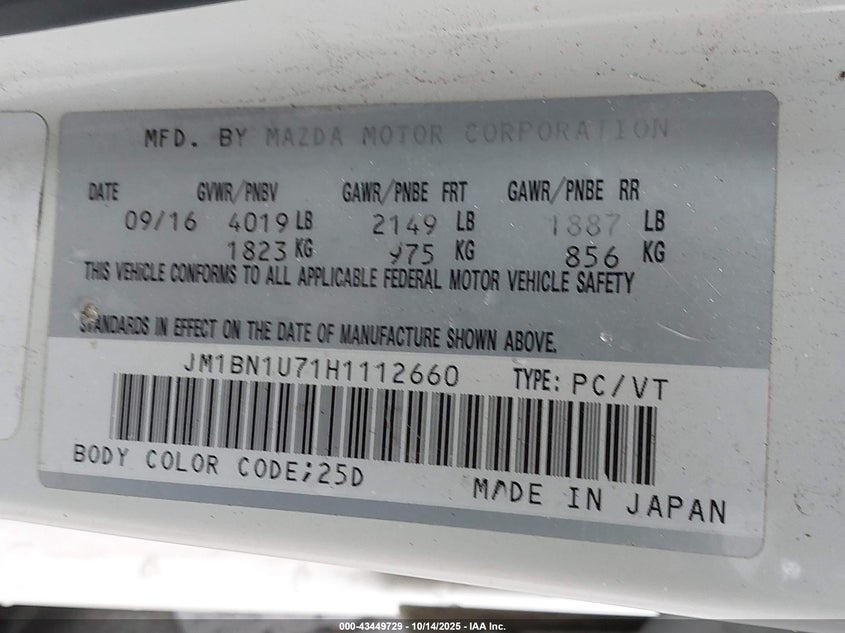 MFD. BY MAZDA MOTOR CORPORATION
DATE GVWR/PNBV GAWR/PNBE FRT GAWR/PNBE RR
09/16 4019 LB 2149 LB 1887 LB
1823 KG 975 KG 856 KG
THIS VEHICLE CONFORMS TO ALL APPLICABLE FEDERAL MOTOR VEHICLE SAFETY
STANDARDS IN EFFECT ON THE DATE OF MANUFACTURE SHOWN ABOVE.
JM1BN1U71H1112660 TYPE: PC/VT
BODY COLOR CODE;25D
MADE IN JAPAN
000-43449729 - 10/14/2025 - IAA Inc.